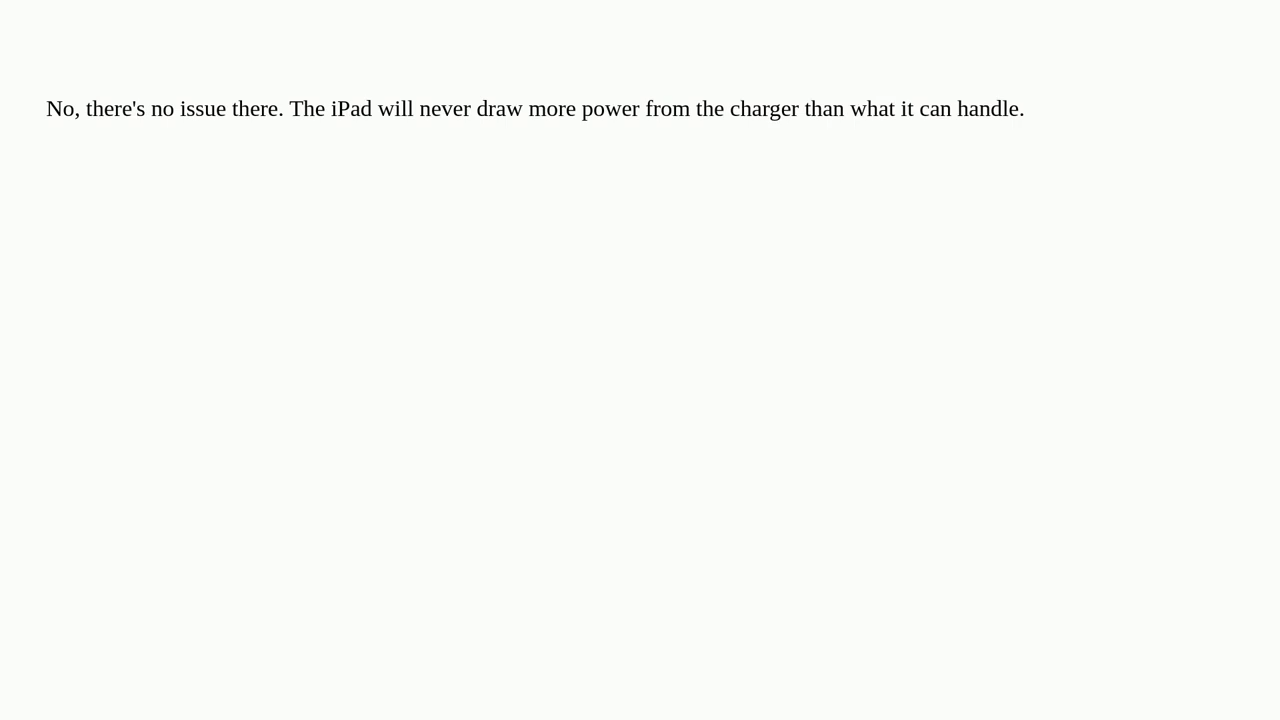 No, there's no issue there. The iPad will never draw more power from the charger than what it can handle.